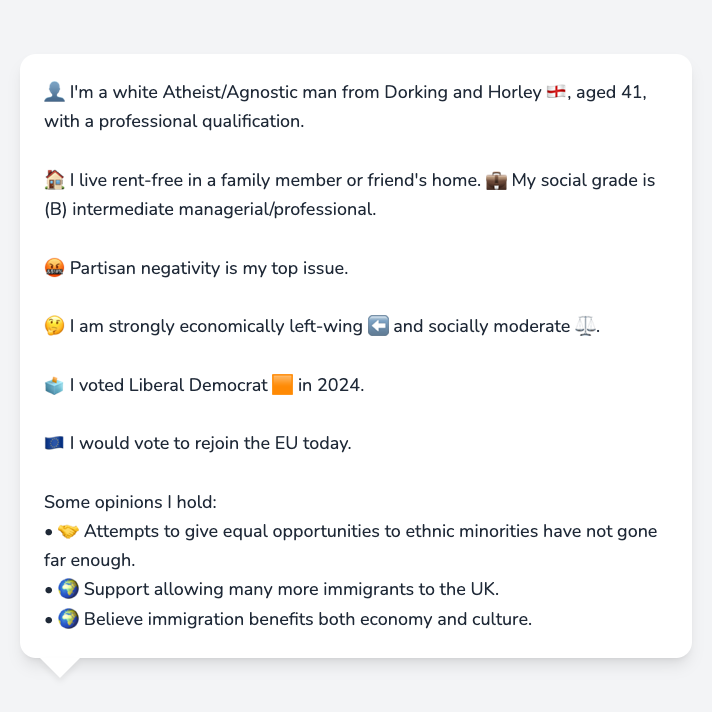 👤 I'm a white Atheist/Agnostic man from Dorking and Horley 🏴󠁧󠁢󠁥󠁮󠁧󠁿, aged 41,
with a professional qualification.
🏠 I live rent-free in a family member or friend's home. 💼 My social grade is
(B) intermediate managerial/professional.
🤬 Partisan negativity is my top issue.
🤔 I am strongly economically left-wing ⬅️ and socially moderate ⚖️.
🗳️ I voted Liberal Democrat 🟧 in 2024.
🇪🇺 I would vote to rejoin the EU today.
Some opinions I hold:
• 🤝 Attempts to give equal opportunities to ethnic minorities have not gone
far enough.
• 🌍 Support allowing many more immigrants to the UK.
• 🌍 Believe immigration benefits both economy and culture.